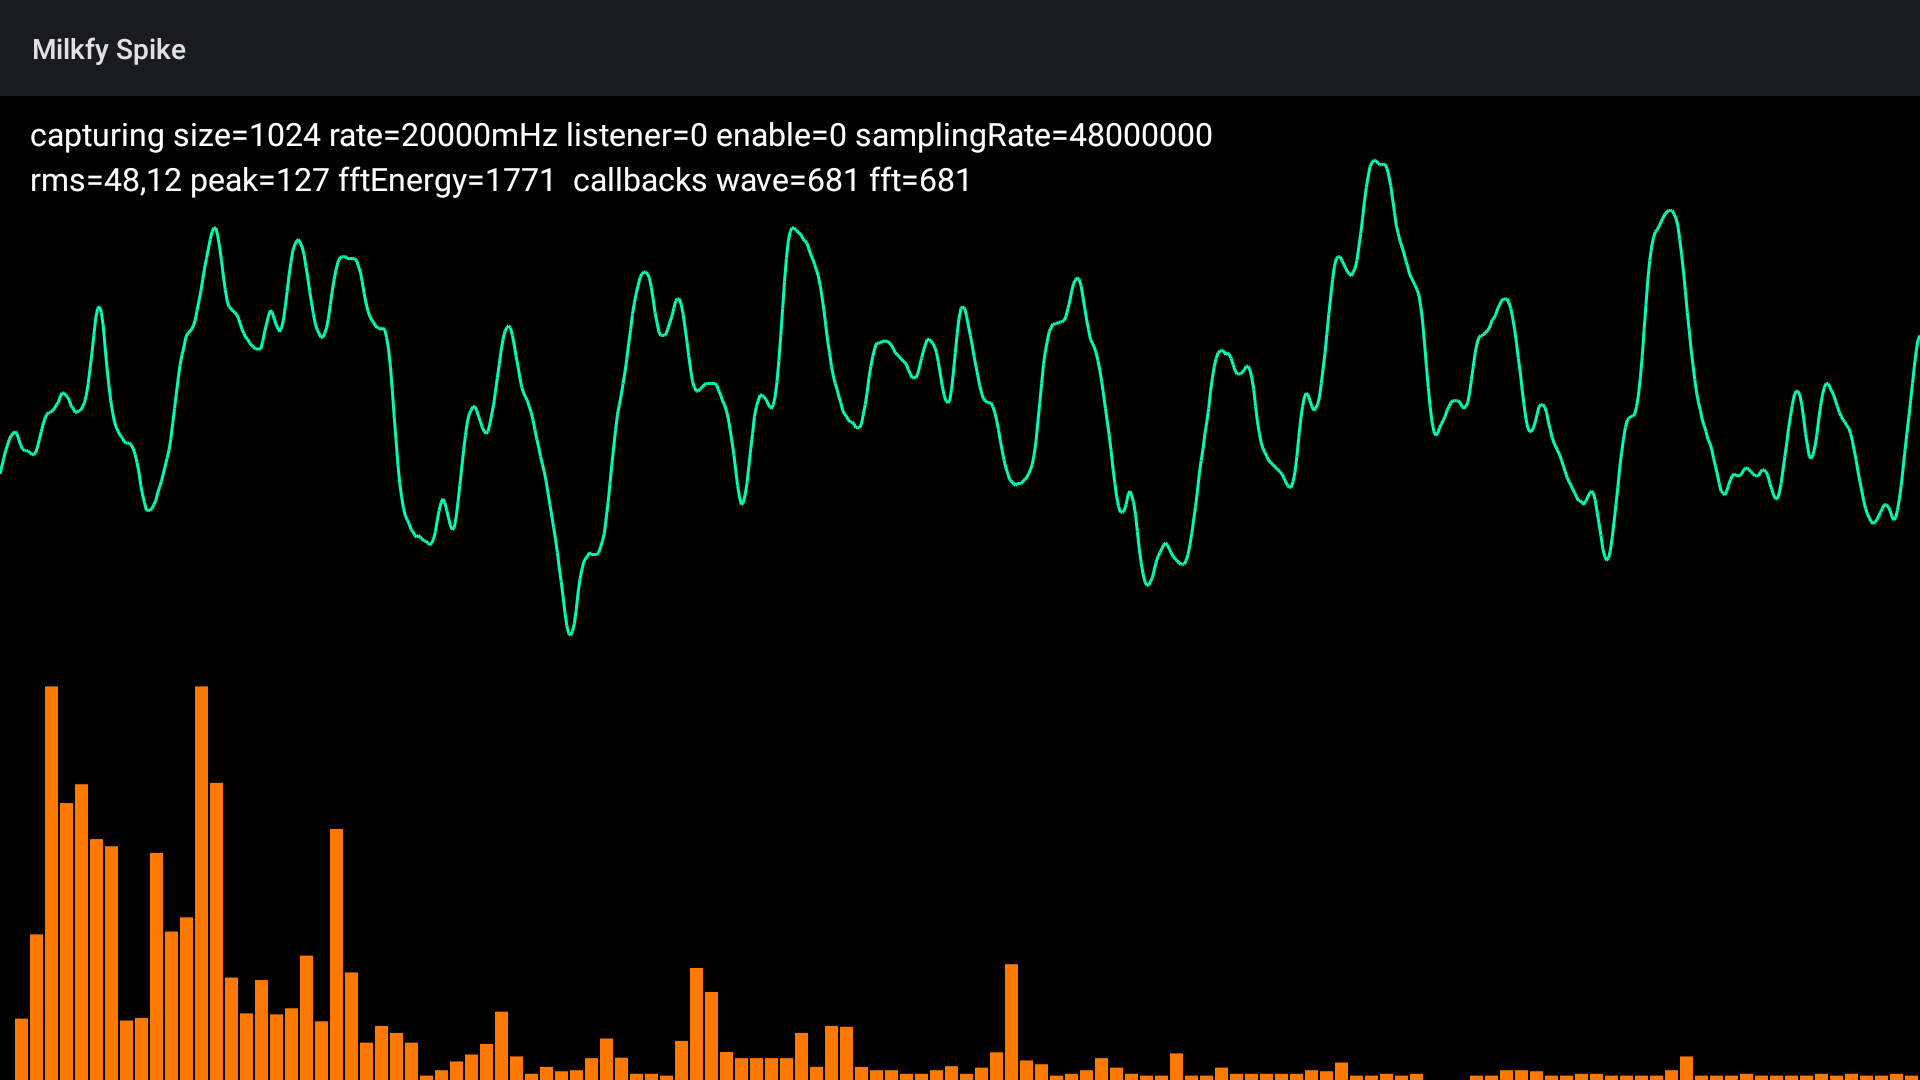 Milkfy Spike
capturing size=1024 rate=20000mHz listener=0 enable=0 samplingRate=48000000
rms=48,12 peak=127 fftEnergy=1771  callbacks wave=681 fft=681